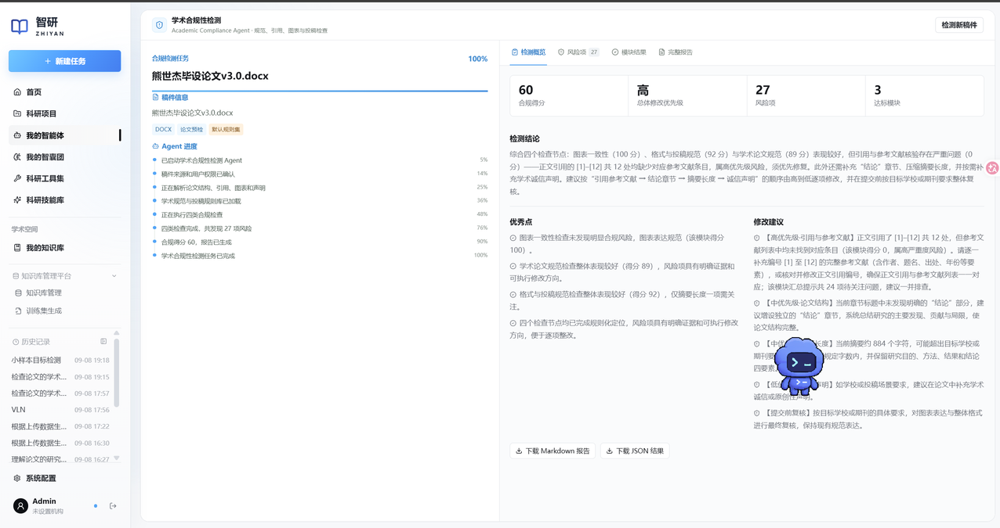 智研
ZHIYAN
+ 新建任务
首页
科研项目
我的智能体
我的智囊团
科研工具集
科研技能库
学术空间
我的知识库
知识库管理平台
知识库管理
训练集生成
历史记录
小样本目标检测 09-08 19:18
检查论文的学术... 09-08 19:15
检查论文的学术... 09-08 17:57
VLN 09-08 17:56
根据上传数据生... 09-08 17:22
根据上传数据生... 09-08 16:30
理解论文的研究... 09-08 16:27
系统配置
Admin
未设置机构
学术合规性检测
Academic Compliance Agent · 规范、引用、图表与投稿检查
检测新稿件
合规检测任务 100%
熊世杰毕设论文v3.0.docx
稿件信息
熊世杰毕设论文v3.0.docx
DOCX 论文预检 默认规则集
Agent 进度
已启动学术合规性检测 Agent 5%
稿件来源和用户权限已确认 14%
正在解析论文结构、引用、图表和声明 25%
学术规范与投稿规则库已加载 36%
正在执行四类合规检查 48%
四类检查完成，共发现 27 项风险 76%
合规得分 60，报告已生成 90%
学术合规性检测任务已完成 100%
检测概览 风险项 27 模块结果 完整报告
60 高 27 3
合规得分 总体修改优先级 风险项 达标模块
检测结论
综合四个检查节点：图表一致性（100 分）、格式与投稿规范（92 分）与学术论文规范（89 分）表现较好，但引用与参考文献核验存在严重问题（0
分）——正文引用的 [1]–[12] 共 12 处均缺少对应参考文献条目，属高优先级风险，须优先修复。此外还需补充“结论”章节、压缩摘要长度，并按需补
充学术诚信声明。建议按“引用参考文献 → 结论章节 → 摘要长度 → 诚信声明”的顺序由高到低逐项修改，并在提交前按目标学校或期刊要求整体复
核。
优秀点
图表一致性检查未发现明显合规风险，图表表达规范（该模块得分
100）。
学术论文规范检查整体表现较好（得分 89），风险项具有明确证据和
可执行修改方向。
格式与投稿规范检查整体表现较好（得分 92），仅摘要长度一项需关
注。
四个检查节点均已完成规则化定位，风险项具有明确证据和可执行修改
方向，便于逐项整改。
修改建议
【高优先级·引用与参考文献】正文引用了 [1]–[12] 共 12 处，但参考文
献列表中均未找到对应条目（该模块得分 0，属高严重度风险）。请逐一
补充编号 [1] 至 [12] 的完整参考文献（含作者、题名、出处、年份等要
素），或核对并修改正文引用编号，确保正文引用与参考文献列表一一对
应；该模块汇总提示共 24 项待关注问题，建议一并排查。
【中优先级·论文结构】当前章节标题中未发现明确的“结论”部分，建
议增设独立的“结论”章节，系统总结研究的主要发现、贡献与局限，使
论文结构完整。
【中优 长度】当前摘要约 884 个字符，可能超出目标学校或
期刊要 规定字数内，并保留研究目的、方法、结果和结论
四要素
【低优 声明】如学校或投稿场景要求，建议在论文中补充学术
诚信或原创性声明。
【提交前复核】按目标学校或期刊的具体要求，对图表表达与整体格式
进行最终复核，保持现有规范表达。
下载 Markdown 报告 下载 JSON 结果